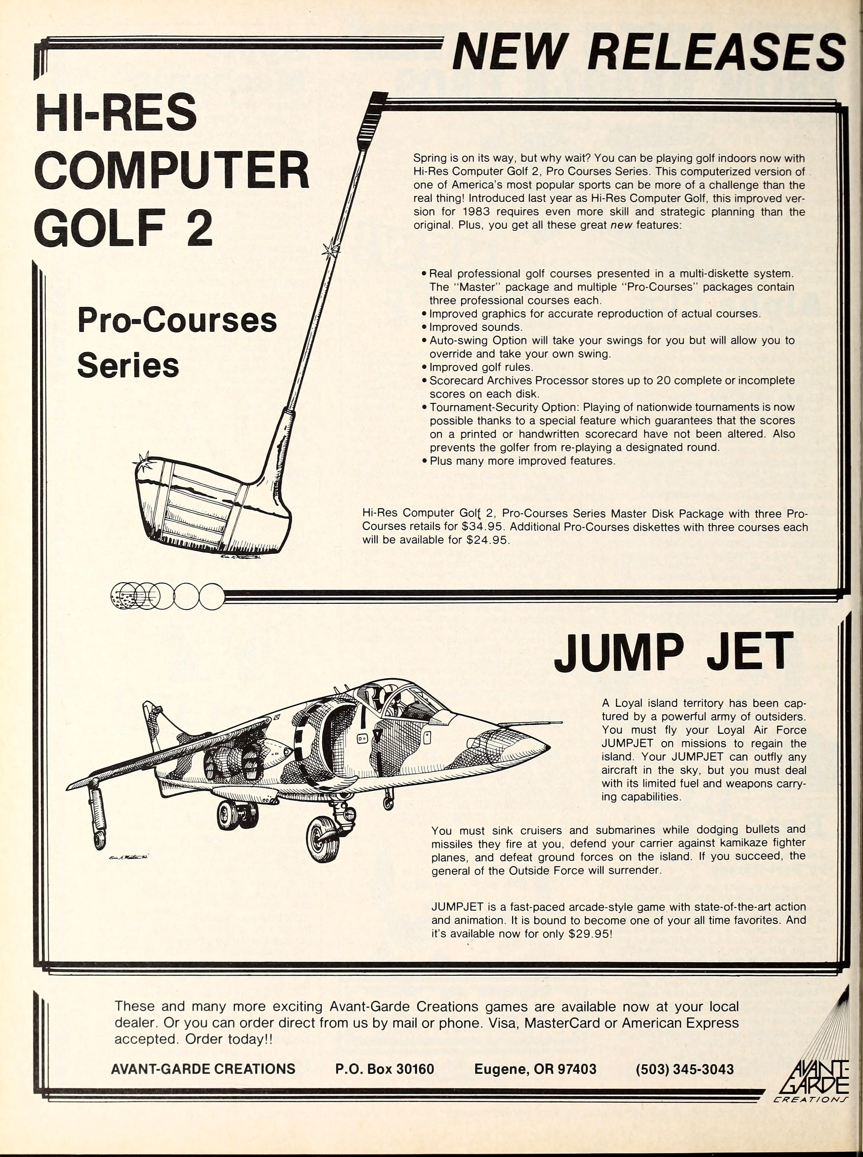 NEW RELEASES
HI-RES
COMPUTER
GOLF 2
Pro-Courses
Series
Spring is on its way, but why wait? You can be playing golf indoors now with
Hi-Res Computer Golf 2, Pro Courses Series. This computerized version of
one of America's most popular sports can be more of a challenge than the
real thing! Introduced last year as Hi-Res Computer Golf, this improved ver-
sion for 1983 requires even more skill and strategic planning than the
original. Plus, you get all these great new features:
• Real professional golf courses presented in a multi-diskette system.
The "Master" package and multiple "Pro-Courses" packages contain
three professional courses each.
• Improved graphics for accurate reproduction of actual courses.
• Improved sounds.
• Auto-swing Option will take your swings for you but will allow you to
override and take your own swing.
• Improved golf rules.
• Scorecard Archives Processor stores up to 20 complete or incomplete
scores on each disk.
• Tournament-Security Option: Playing of nationwide tournaments is now
possible thanks to a special feature which guarantees that the scores
on a printed or handwritten scorecard have not been altered. Also
prevents the golfer from re-playing a designated round.
• Plus many more improved features.
Hi-Res Computer Golf 2, Pro-Courses Series Master Disk Package with three Pro-
Courses retails for $34.95. Additional Pro-Courses diskettes with three courses each
will be available for $24.95.
JUMP JET
A Loyal island territory has been cap-
tured by a powerful army of outsiders.
You must fly your Loyal Air Force
JUMPJET on missions to regain the
island. Your JUMPJET can outfly any
aircraft in the sky, but you must deal
with its limited fuel and weapons carry-
ing capabilities.
You must sink cruisers and submarines while dodging bullets and
missiles they fire at you, defend your carrier against kamikaze fighter
planes, and defeat ground forces on the island. If you succeed, the
general of the Outside Force will surrender.
JUMPJET is a fast-paced arcade-style game with state-of-the-art action
and animation. It is bound to become one of your all time favorites. And
it's available now for only $29.95!
These and many more exciting Avant-Garde Creations games are available now at your local
dealer. Or you can order direct from us by mail or phone. Visa, MasterCard or American Express
accepted. Order today!!
AVANT-GARDE CREATIONS P.O. Box 30160 Eugene, OR 97403 (503) 345-3043
AVANT-
GARDE
CREATIONS